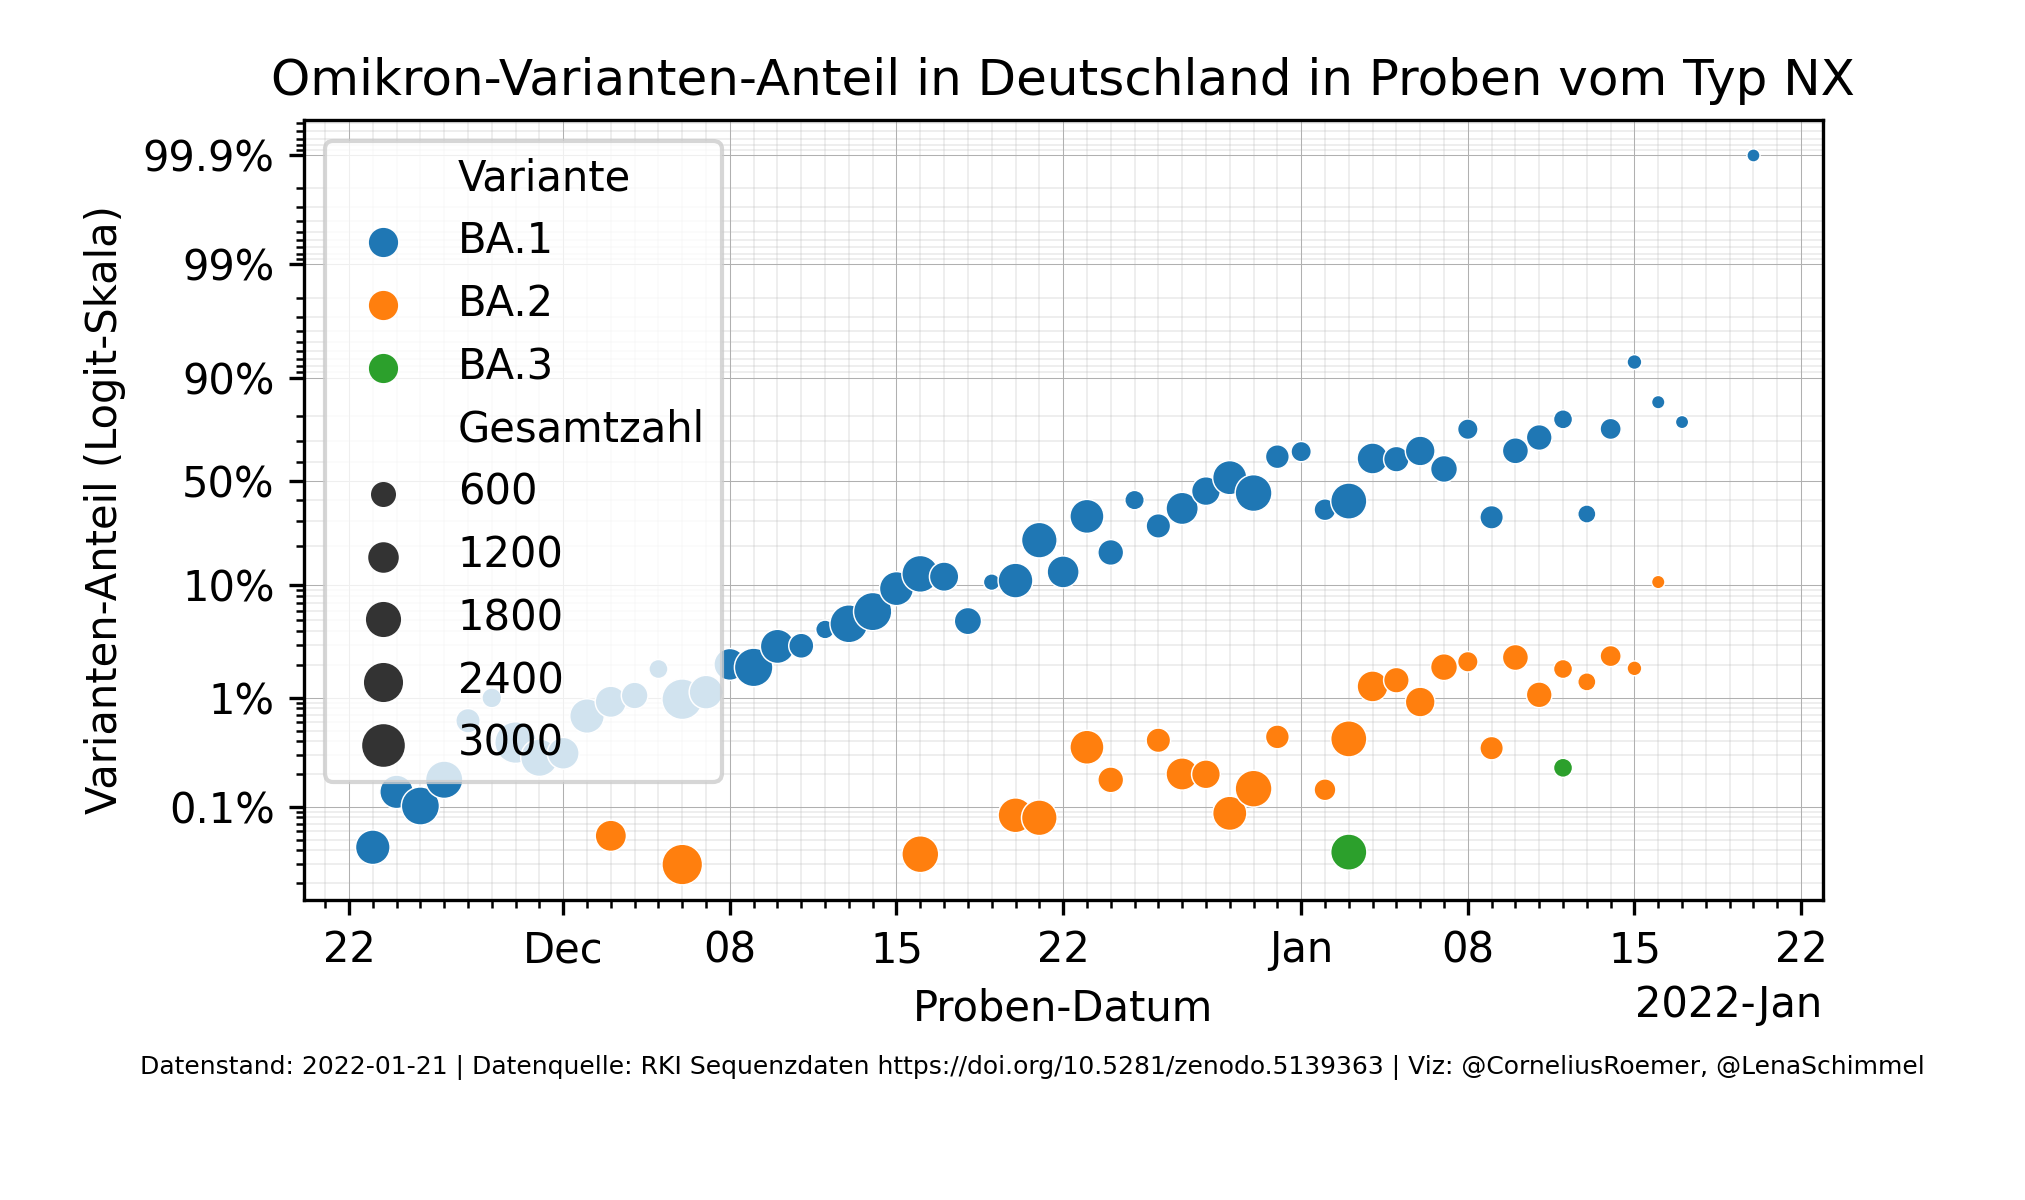 Omikron-Varianten-Anteil in Deutschland in Proben vom Typ NX
Varianten-Anteil (Logit-Skala)
99.9%
99%
90%
50%
10%
1%
0.1%
Variante
BA.1
BA.2
BA.3
Gesamtzahl
600
1200
1800
2400
3000
22 Dec 08 15 22 Jan 08 15 22
Proben-Datum
2022-Jan
Datenstand: 2022-01-21 | Datenquelle: RKI Sequenzdaten https://doi.org/10.5281/zenodo.5139363 | Viz: @CorneliusRoemer, @LenaSchimmel